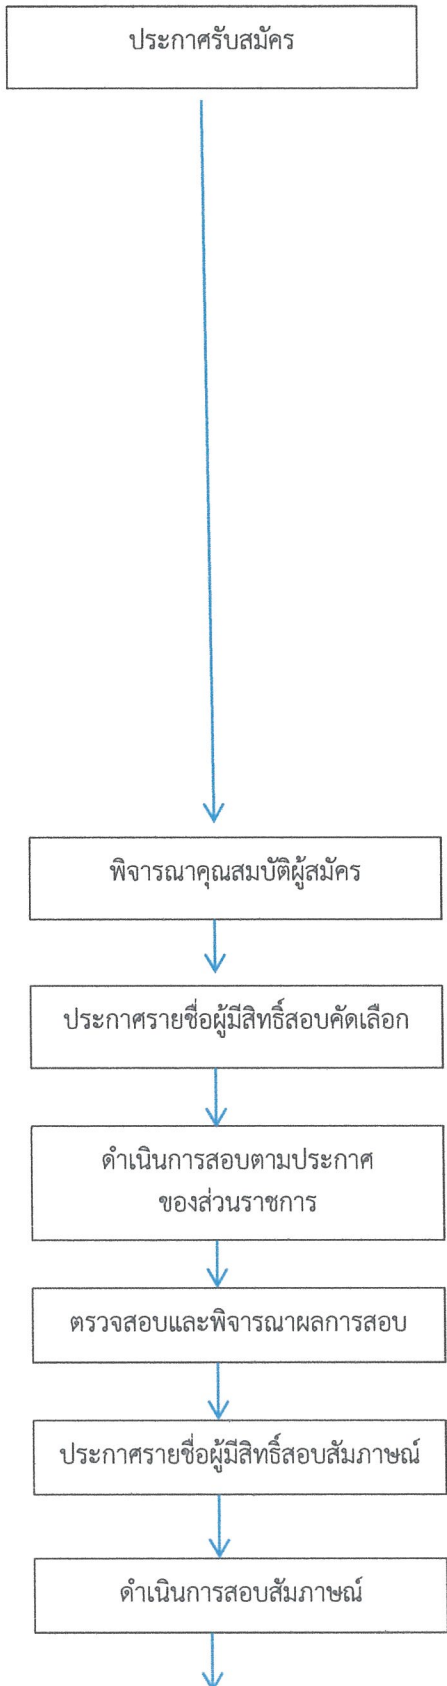 ประกาศรับสมัคร
พิจารณาคุณสมบัติผู้สมัคร
ประกาศรายชื่อผู้มีสิทธิ์สอบคัดเลือก
ดำเนินการสอบตามประกาศ
ของส่วนราชการ
ตรวจสอบและพิจารณาผลการสอบ
ประกาศรายชื่อผู้มีสิทธิ์สอบสัมภาษณ์
ดำเนินการสอบสัมภาษณ์